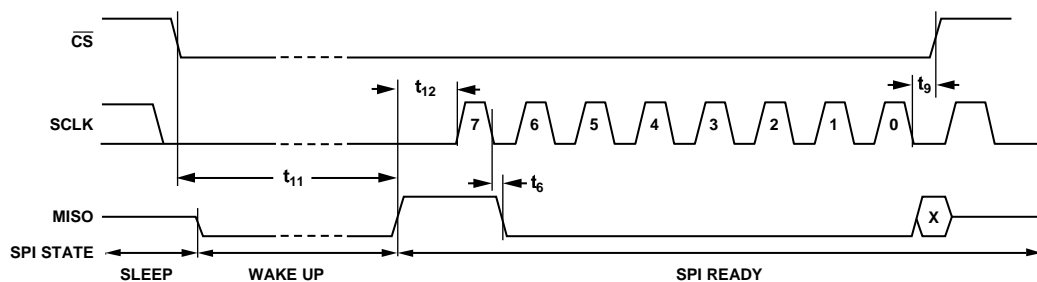 CS
t12
t9
SCLK
7 6 5 4 3 2 1 0
t11
t6
MISO
X
SPI STATE
SLEEP WAKE UP SPI READY